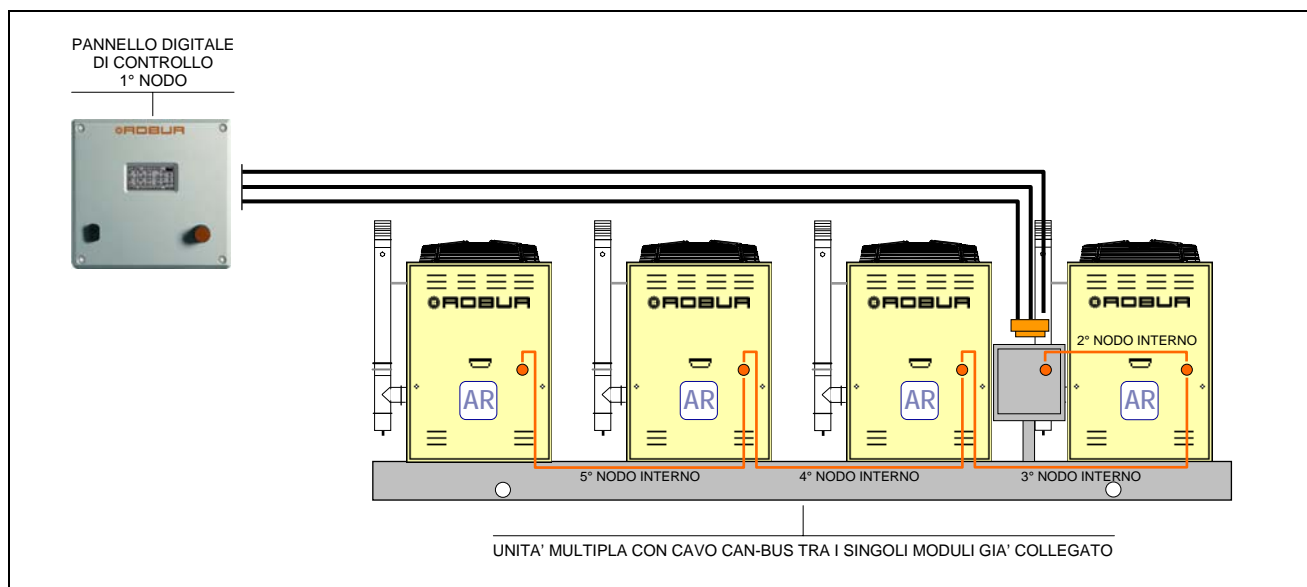 PANNELLO DIGITALE
DI CONTROLLO
1° NODO
ROBUR
ROBUR
ROBUR
ROBUR
ROBUR
2° NODO INTERNO
AR
AR
AR
AR
5° NODO INTERNO
4° NODO INTERNO
3° NODO INTERNO
UNITA' MULTIPLA CON CAVO CAN-BUS TRA I SINGOLI MODULI GIA' COLLEGATO